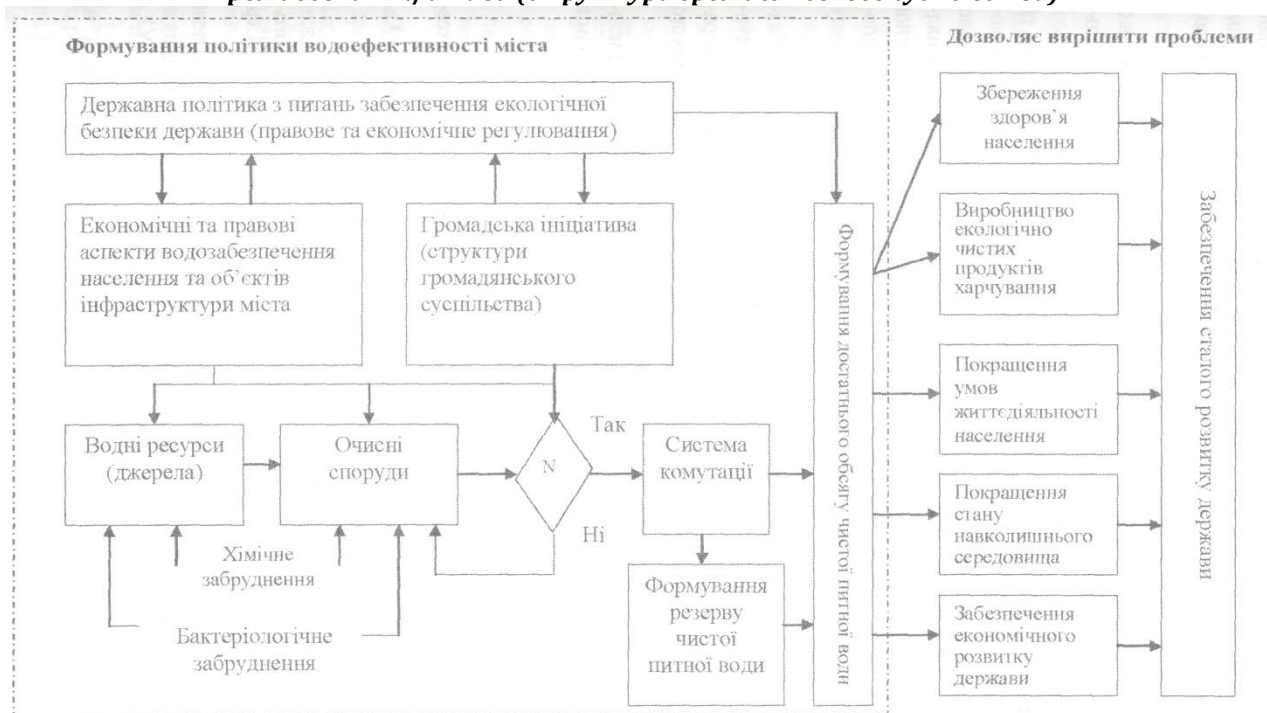 Формування політики водоефективності міста
Дозволяє вирішити проблеми
Державна політика з питань забезпечення екологічної
безпеки держави (правове та економічне регулювання)
Економічні та правові
аспекти водозабезпечення
населення та об`єктів
інфраструктури міста
Громадська ініціатива
(структури
громадянського
суспільства)
Водні ресурси
(джерела)
Очисні
споруди
N
Так
Ні
Система
комутації
Хімічне
забруднення
Бактеріологічне
забруднення
Формування
резерву
чистої
питної води
Формування достатнього обсягу чистої питної води
Збереження
здоров`я
населення
Виробництво
екологічно
чистих
продуктів
харчування
Покращення
умов
життєдіяльності
населення
Покращення
стану
навколишнього
середовища
Забезпечення
економічного
розвитку
держави
Забезпечення сталого розвитку держави